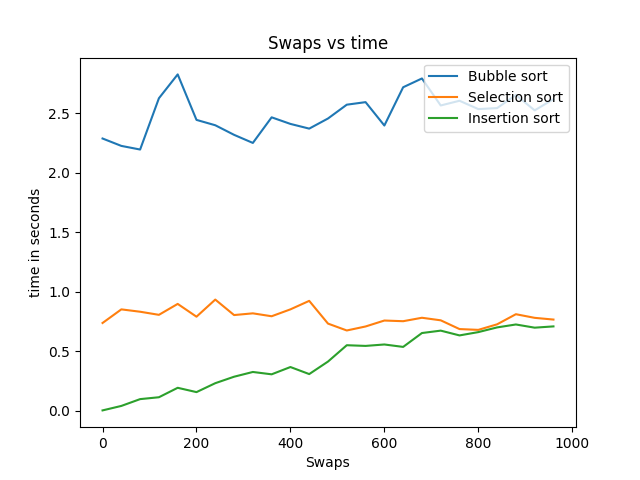 Swaps vs time
Bubble sort
Selection sort
Insertion sort
2.5
2.0
1.5
1.0
0.5
0.0
time in seconds
0 200 400 600 800 1000
Swaps